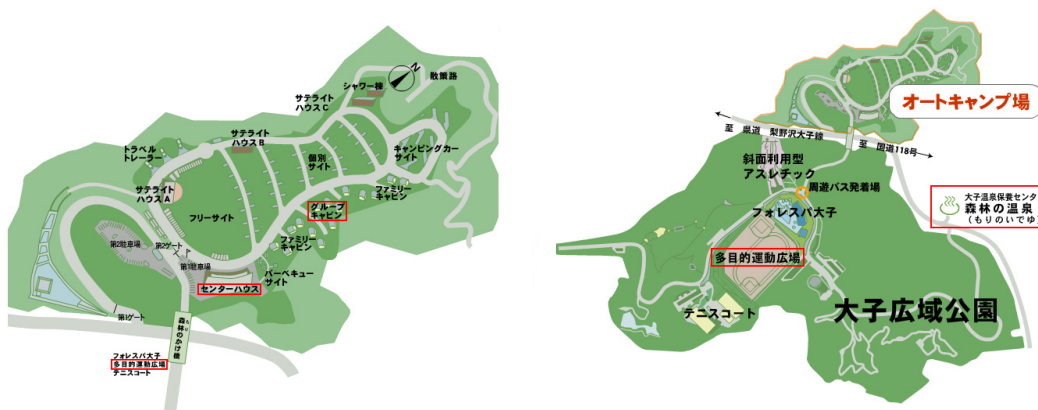 N
散策路
シャワー棟
サテライト
ハウスC
サテライト
ハウスB
トラベル
トレーラー
個別
サイト
キャンピングカー
サイト
ファミリー
キャビン
サテライト
ハウスA
フリーサイト
グループ
キャビン
ファミリー
キャビン
第2駐車場
第2ゲート
第1駐車場
バーベキュー
サイト
センターハウス
第1ゲート
森林のかけ橋
もり
フォレスパ大子
多目的運動広場
テニスコート
オートキャンプ場
至 県道 梨野沢大子線
至 国道118号
斜面利用型
アスレチック
周遊バス発着場
フォレスパ大子
大子温泉保養センタ
森林の温泉
(もりのいでゆ)
多目的運動広場
テニスコート
大子広域公園